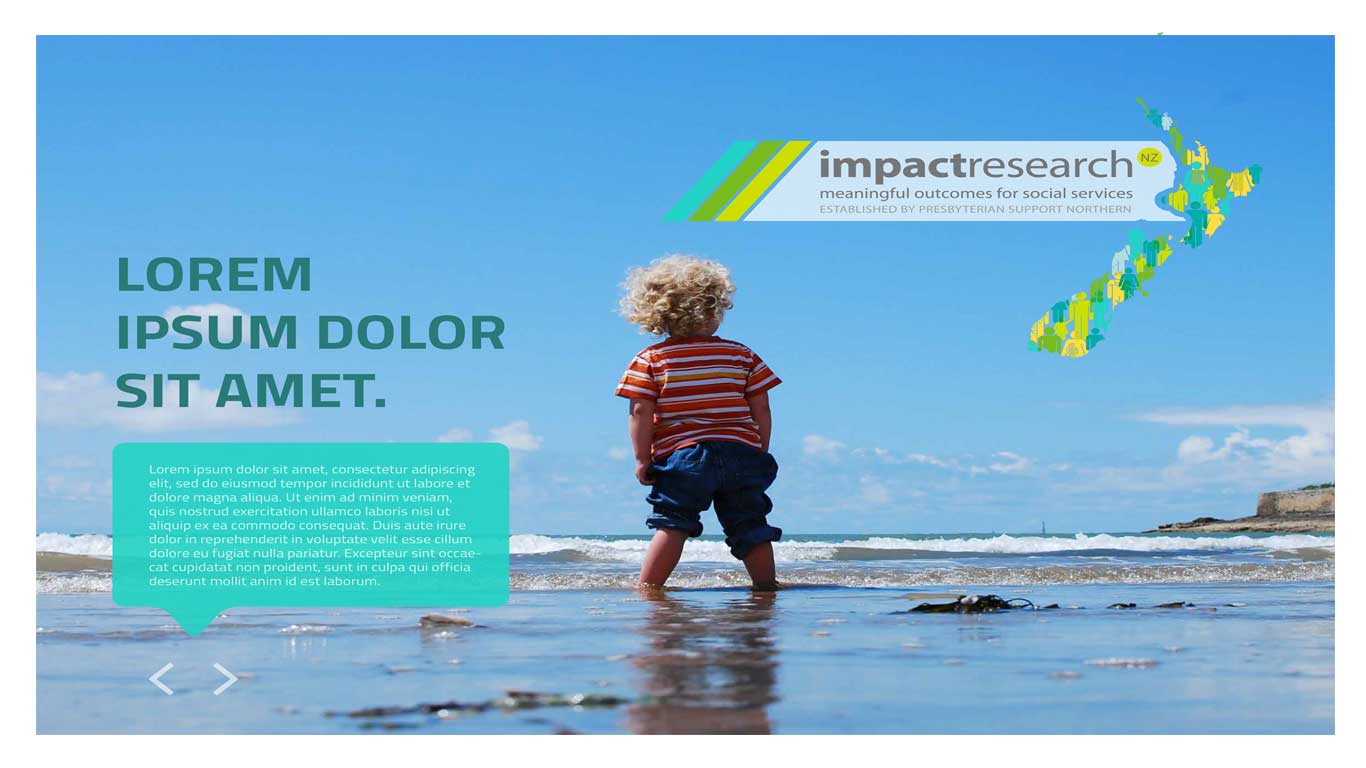 impactresearch NZ
meaningful outcomes for social services
ESTABLISHED BY PRESBYTERIAN SUPPORT NORTHERN
LOREM
IPSUM DOLOR
SIT AMET.
Lorem ipsum dolor sit amet, consectetur adipiscing
elit, sed do eiusmod tempor incididunt ut labore et
dolore magna aliqua. Ut enim ad minim veniam,
quis nostrud exercitation ullamco laboris nisi ut
aliquip ex ea commodo consequat. Duis aute irure
dolor in reprehenderit in voluptate velit esse cillum
dolore eu fugiat nulla pariatur. Excepteur sint occae-
cat cupidatat non proident, sunt in culpa qui officia
deserunt mollit anim id est laborum.